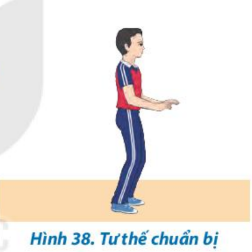 Hình 38. Tư thế chuẩn bị